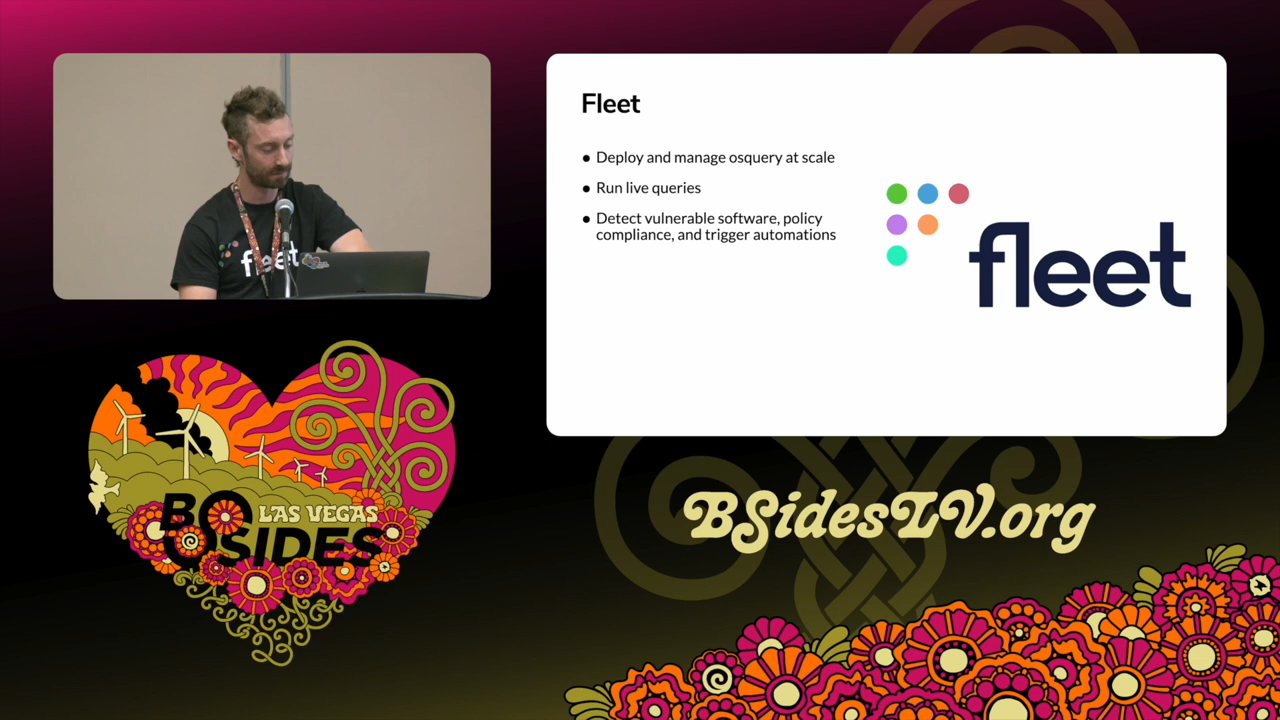 Fleet
● Deploy and manage osquery at scale
● Run live queries
● Detect vulnerable software, policy
compliance, and trigger automations
fleet
fleet
LAS VEGAS
BSIDES
BSidesLV.org